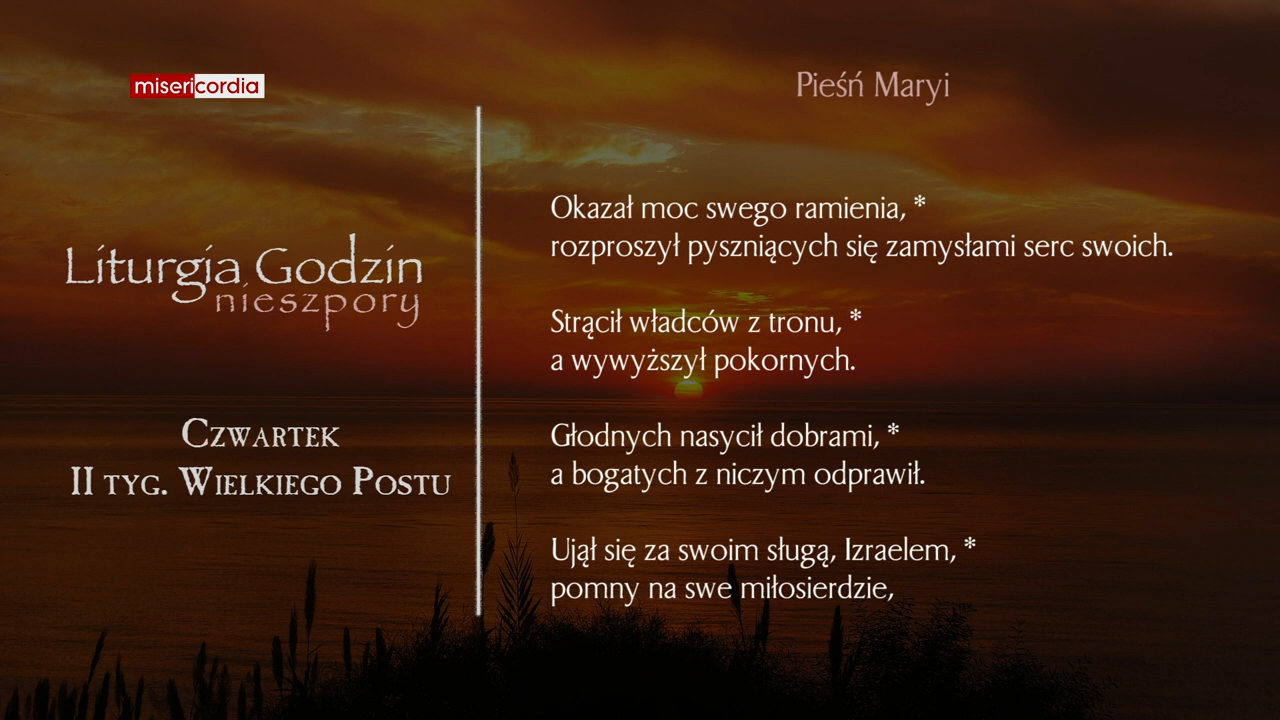 misericordia
Liturgia Godzin
nieszpory
Czwartek
II tyg. Wielkiego Postu
Pieśń Maryi
Okazał moc swego ramienia, *
rozproszył pyszniących się zamysłami serc swoich.
Strącił władców z tronu, *
a wywyższył pokornych.
Głodnych nasycił dobrami, *
a bogatych z niczym odprawił.
Ujął się za swoim sługą, Izraelem, *
pomny na swe miłosierdzie,